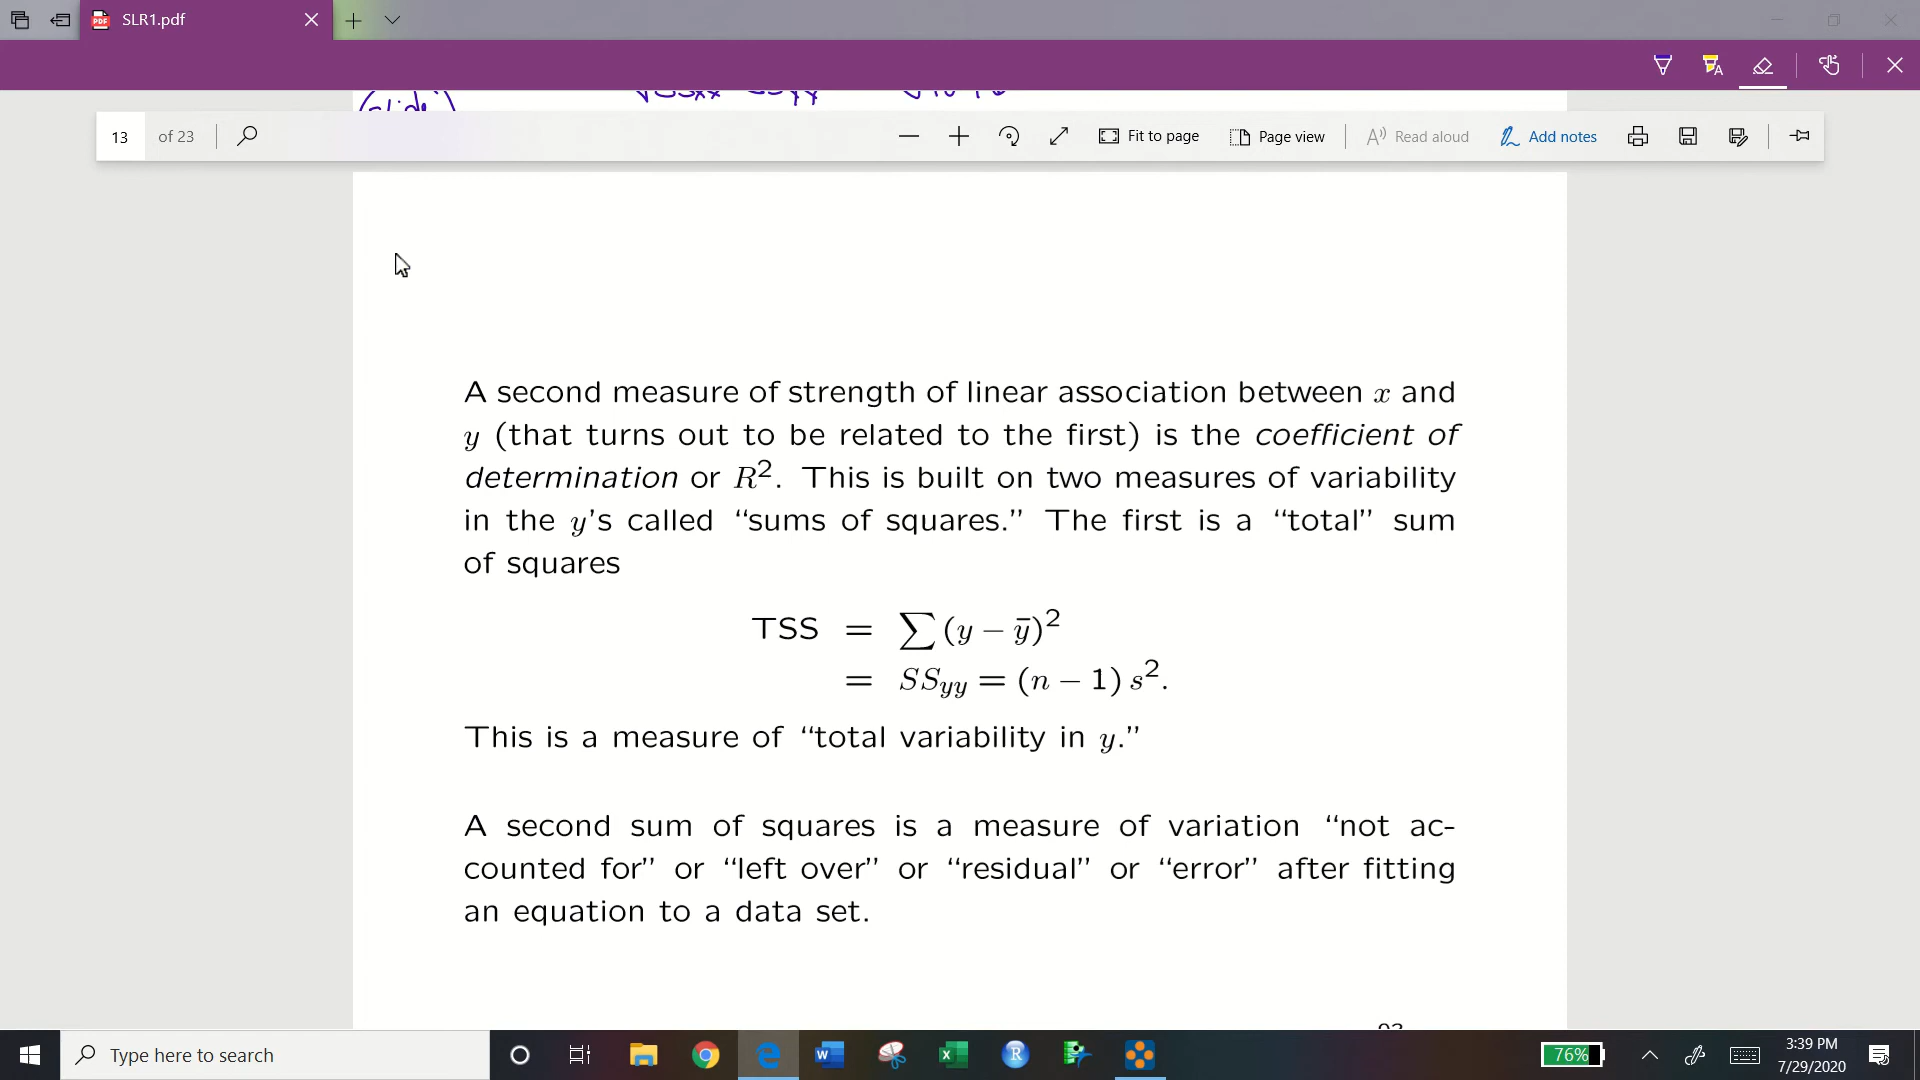 SLR1.pdf
13 of 23
Fit to page
Page view
Read aloud
Add notes
A second measure of strength of linear association between x and
y (that turns out to be related to the first) is the coefficient of
determination or R². This is built on two measures of variability
in the y's called “sums of squares.” The first is a “total” sum
of squares
TSS = ∑ (y − ȳ)²
= SS_yy = (n − 1) s².
This is a measure of “total variability in y.”
A second sum of squares is a measure of variation “not ac-
counted for” or “left over” or “residual” or “error” after fitting
an equation to a data set.
Type here to search
76%
3:39 PM
7/29/2020